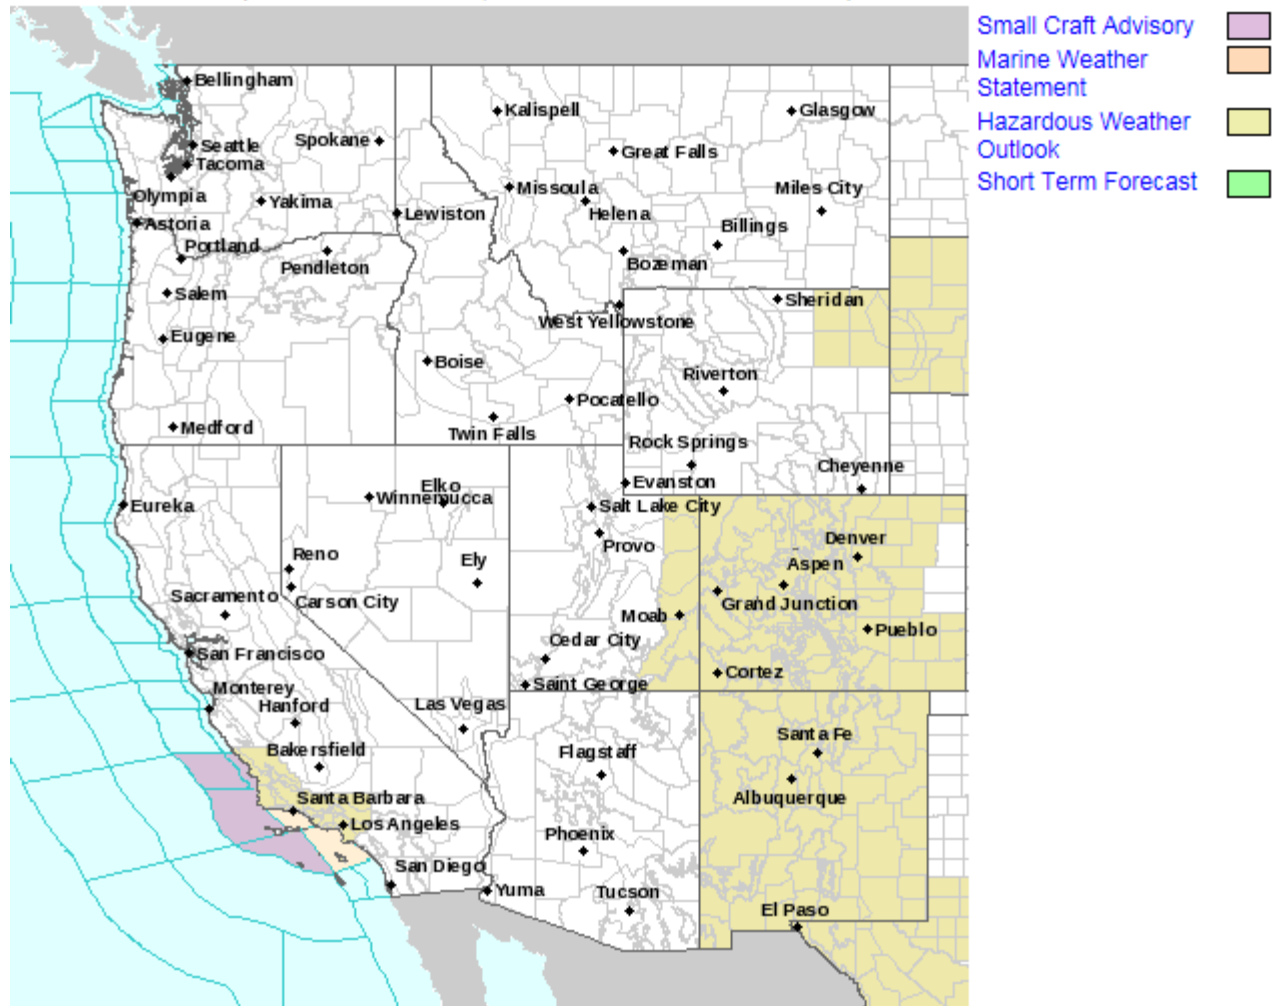 Bellingham
Kalispell
Glasgow
Spokane
Seattle
Great Falls
Tacoma
Olympia
Yakima
Missoula
Miles City
Astoria
Lewiston
Helena
Billings
Portland
Pendleton
Bozeman
Salem
Sheridan
West Yellowstone
Eugene
Boise
Riverton
Pocatello
Medford
Twin Falls
Rock Springs
Cheyenne
Evanston
Elko
Winnemucca
Eureka
Salt Lake City
Provo
Denver
Reno
Ely
Aspen
Sacramento
Carson City
Grand Junction
Moab
Pueblo
Cedar City
San Francisco
Cortez
Saint George
Monterey
Hanford
Las Vegas
Santa Fe
Bakersfield
Flagstaff
Albuquerque
Santa Barbara
Los Angeles
Phoenix
San Diego
Yuma
Tucson
El Paso
Small Craft Advisory
Marine Weather
Statement
Hazardous Weather
Outlook
Short Term Forecast